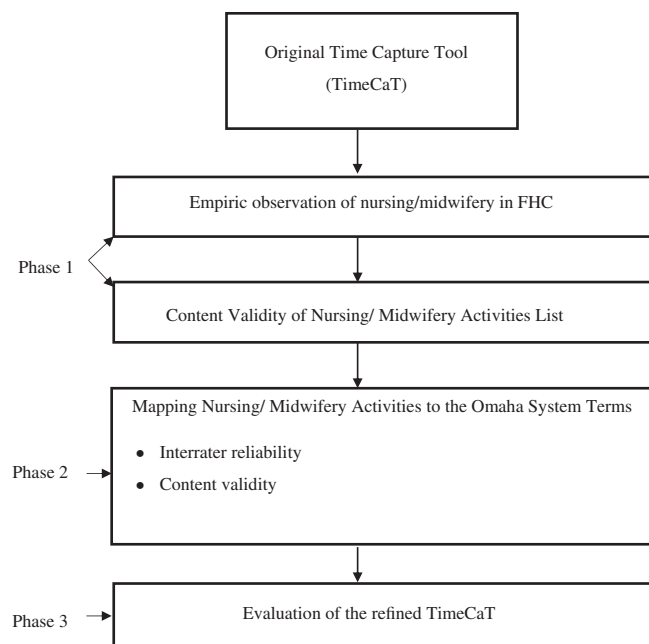 Original Time Capture Tool
(TimeCaT)
Empiric observation of nursing/midwifery in FHC
Phase 1
Content Validity of Nursing/ Midwifery Activities List
Mapping Nursing/ Midwifery Activities to the Omaha System Terms
● Interrater reliability
Phase 2
● Content validity
Evaluation of the refined TimeCaT
Phase 3